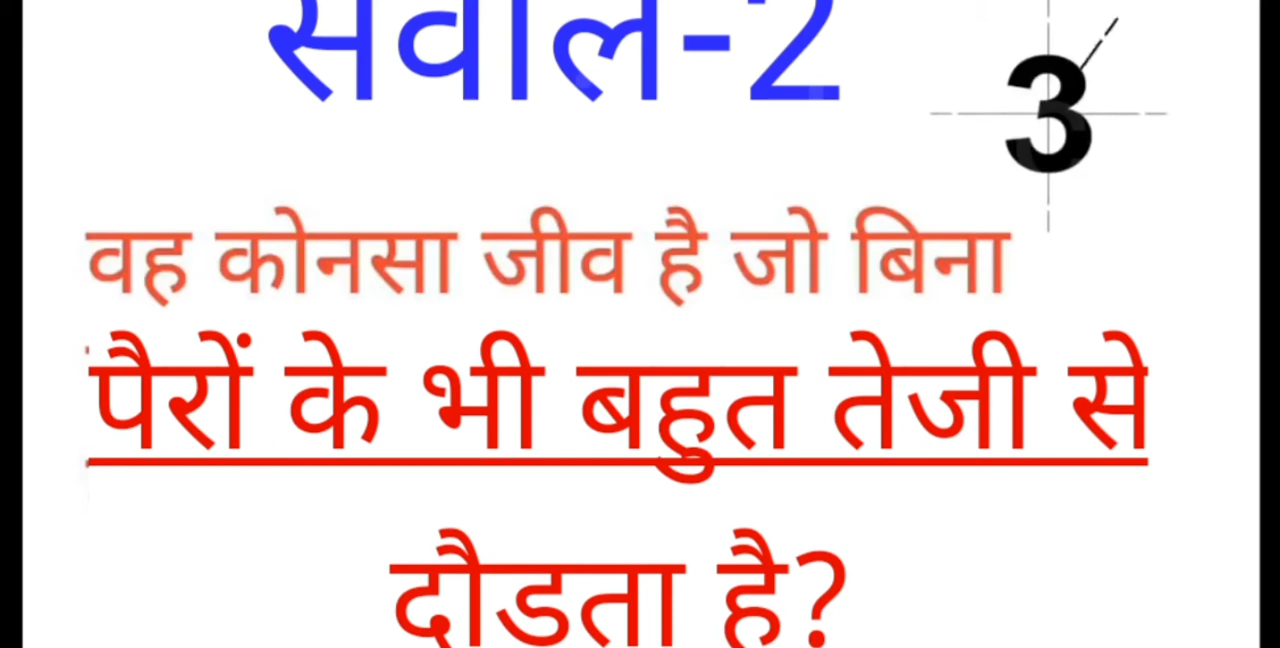 सवाल-2
3
वह कोनसा जीव है जो बिना
पैरों के भी बहुत तेजी से
दौडता है?